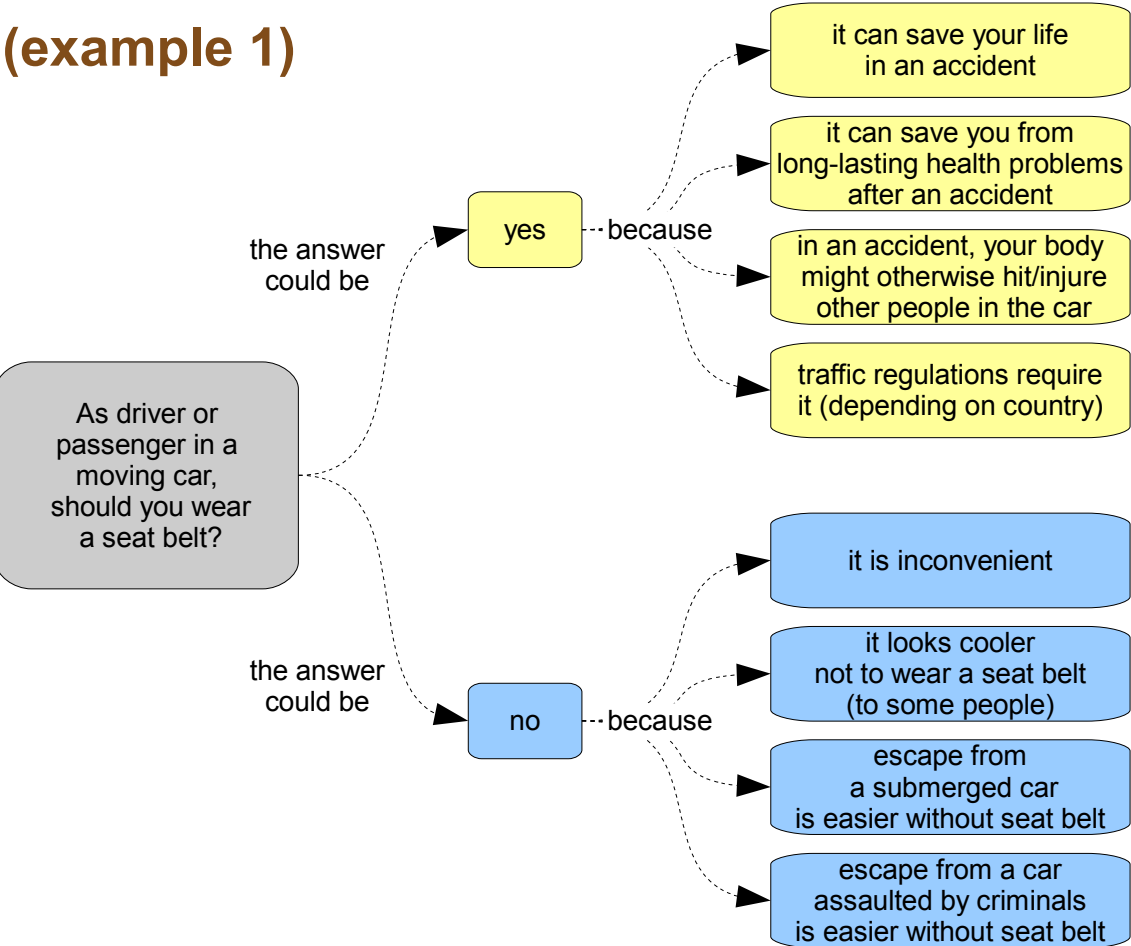 (example 1)
As driver or
passenger in a
moving car,
should you wear
a seat belt?
the answer
could be
yes
because
it can save your life
in an accident
it can save you from
long-lasting health problems
after an accident
in an accident, your body
might otherwise hit/injure
other people in the car
traffic regulations require
it (depending on country)
the answer
could be
no
because
it is inconvenient
it looks cooler
not to wear a seat belt
(to some people)
escape from
a submerged car
is easier without seat belt
escape from a car
assaulted by criminals
is easier without seat belt